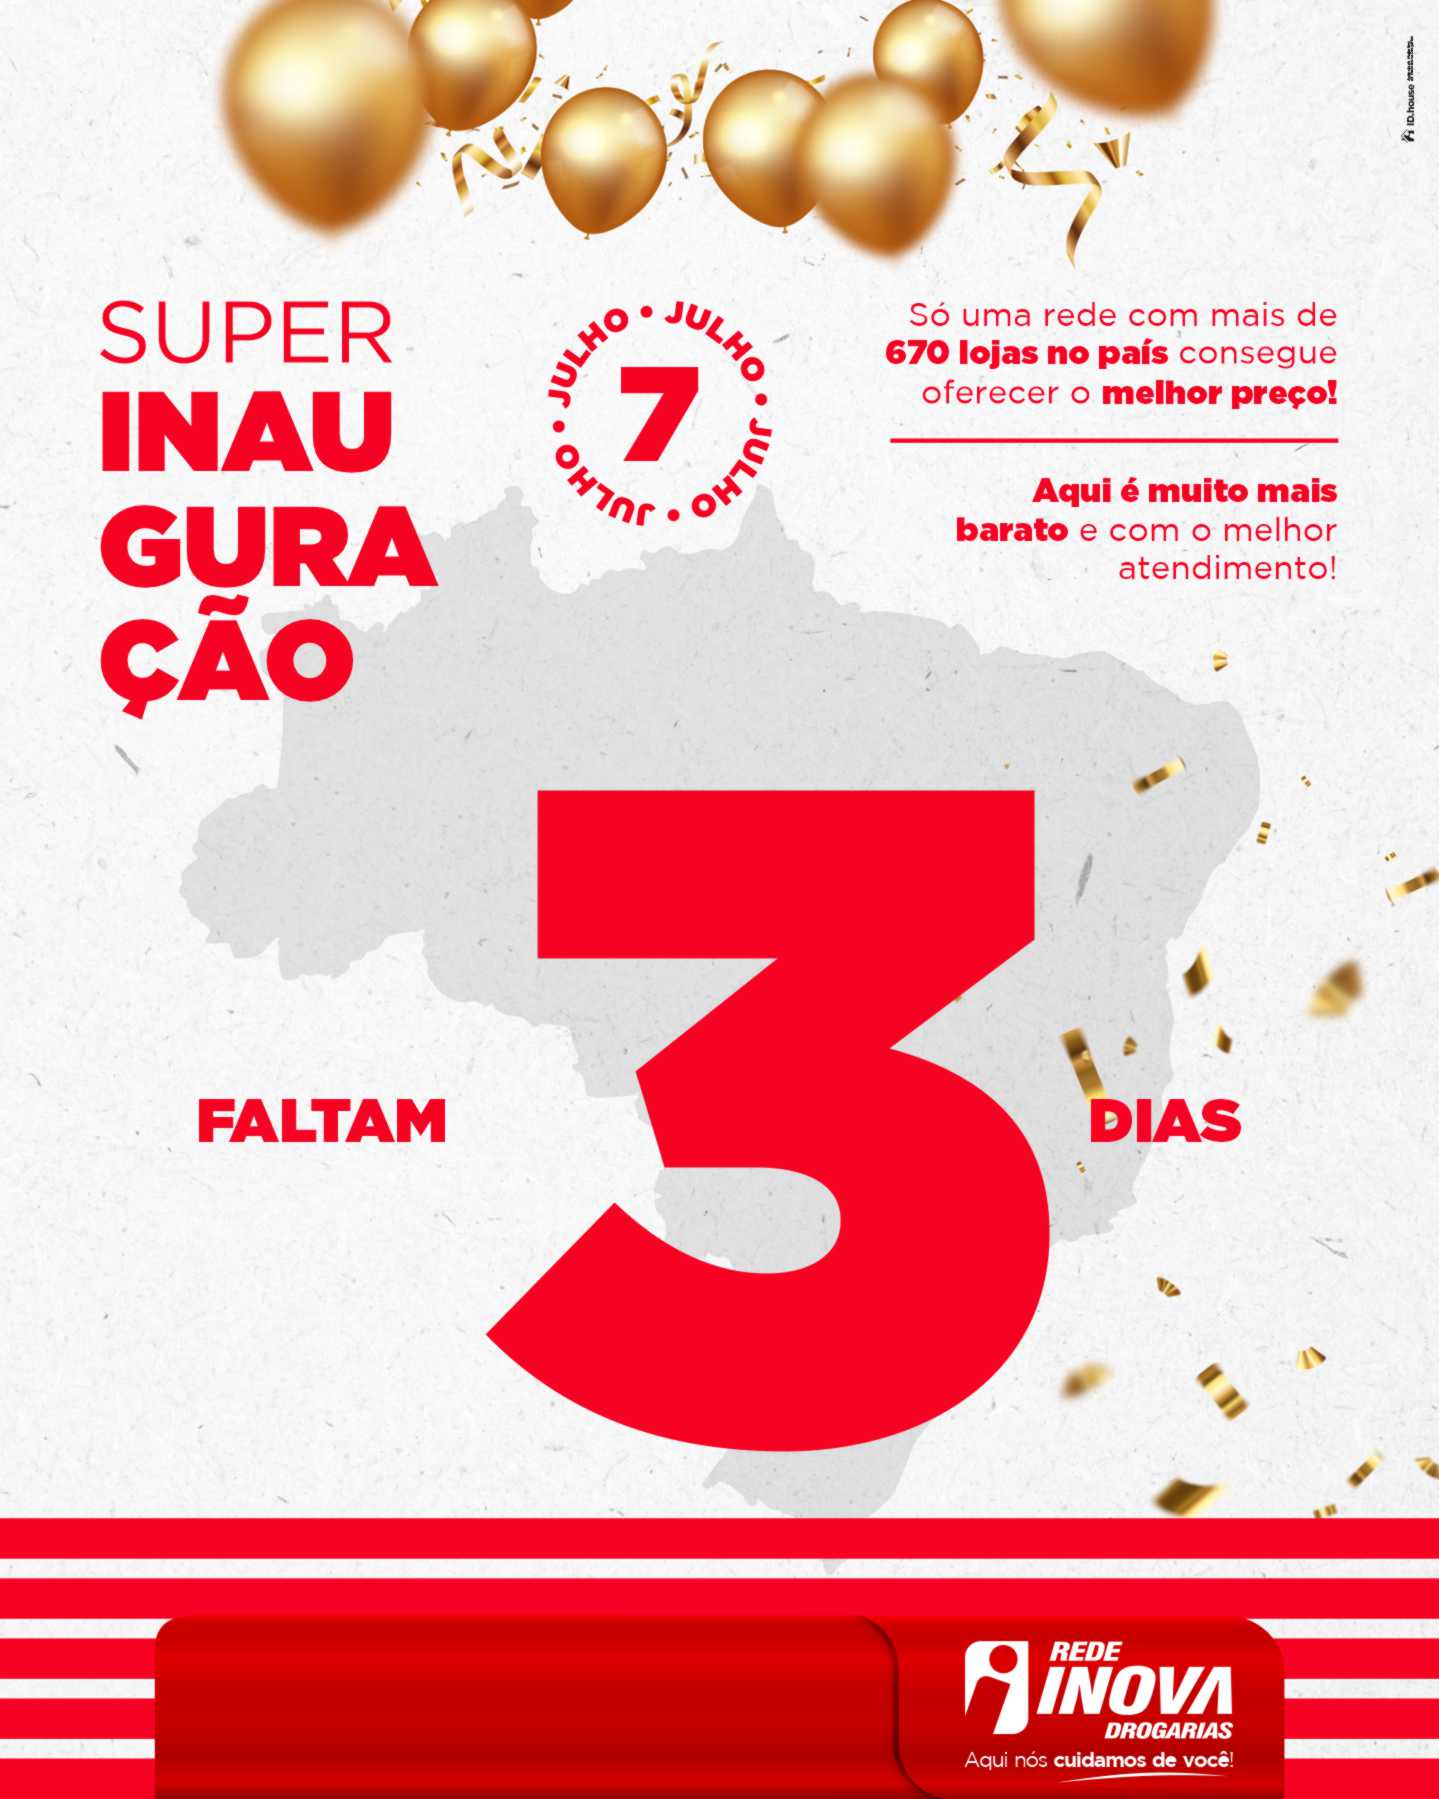 SUPER
INAU
GURA
ÇÃO
JULHO • JULHO • JULHO • JULHO •
7
Só uma rede com mais de
670 lojas no país consegue
oferecer o melhor preço!
Aqui é muito mais
barato e com o melhor
atendimento!
FALTAM
3
DIAS
REDE
INOVA
DROGARIAS
Aqui nós cuidamos de você!
ID.house